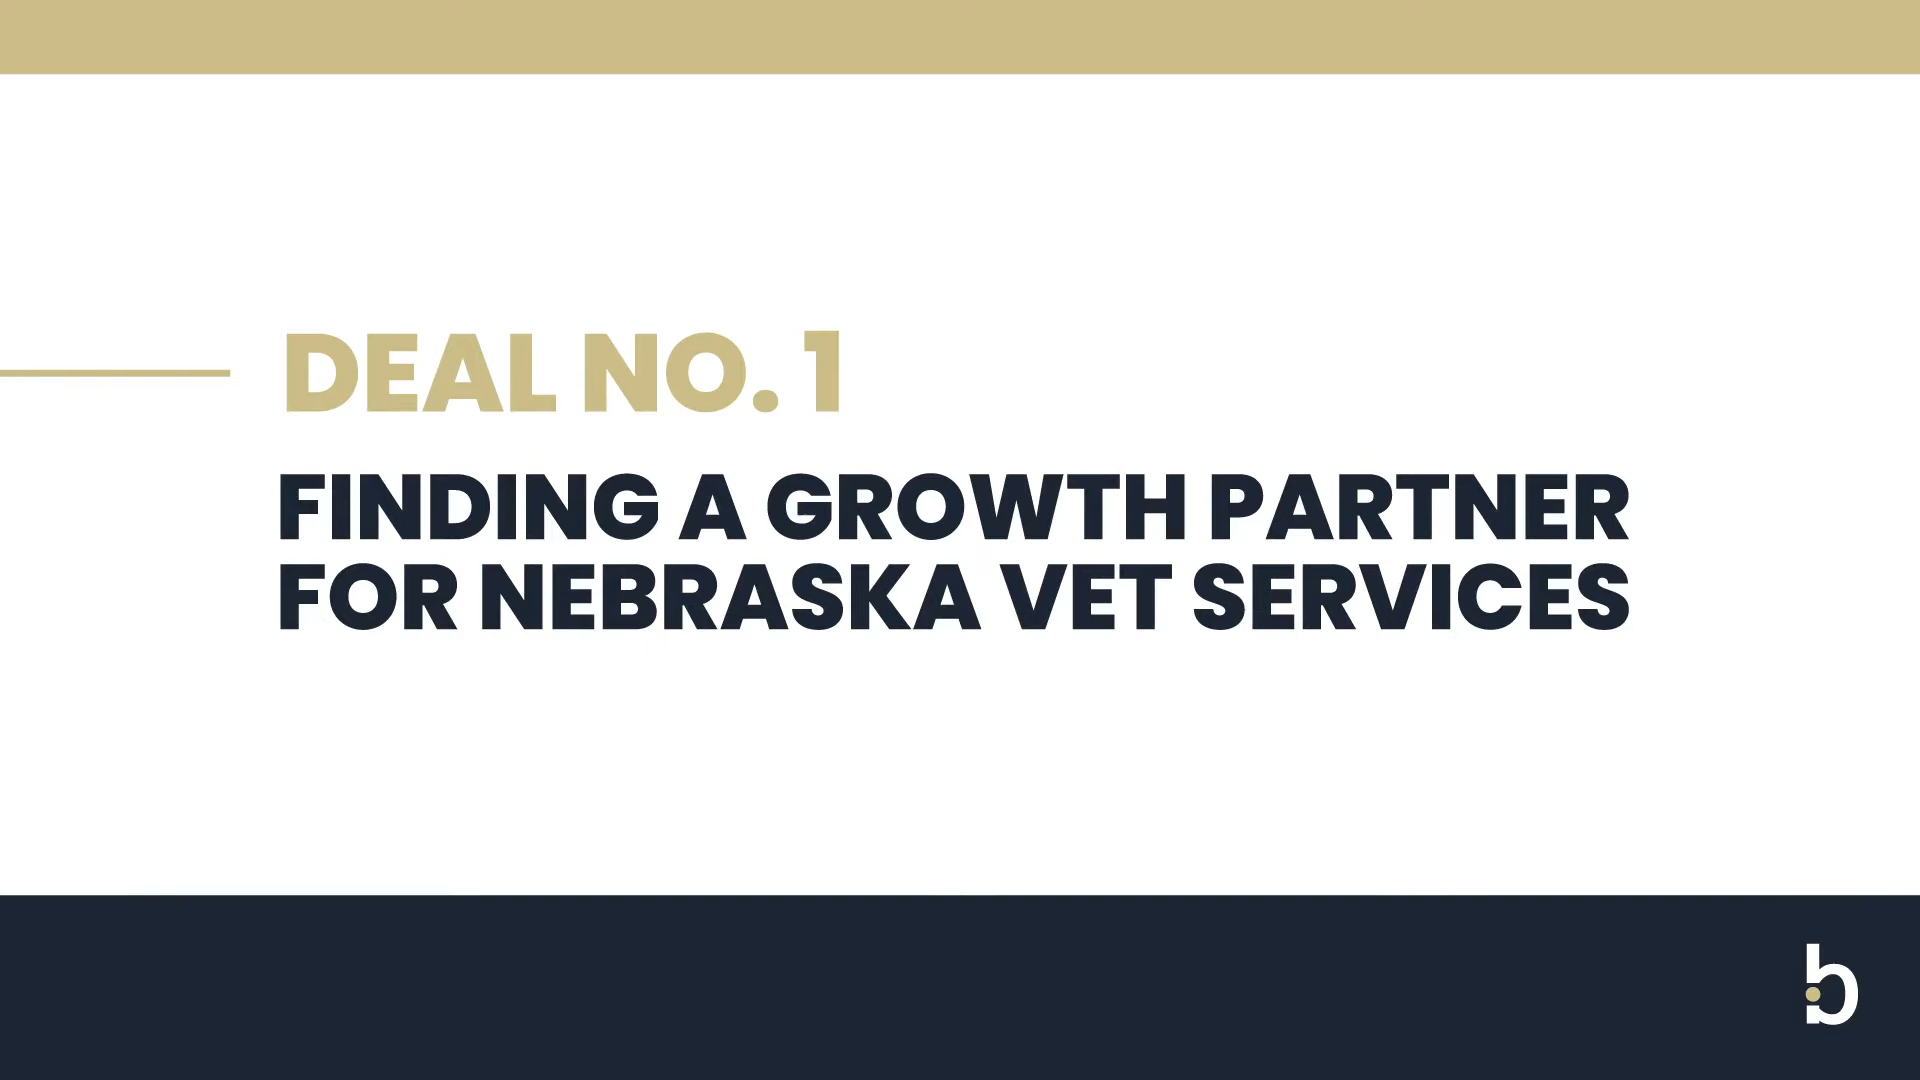 DEAL NO. 1
FINDING A GROWTH PARTNER
FOR NEBRASKA VET SERVICES
b